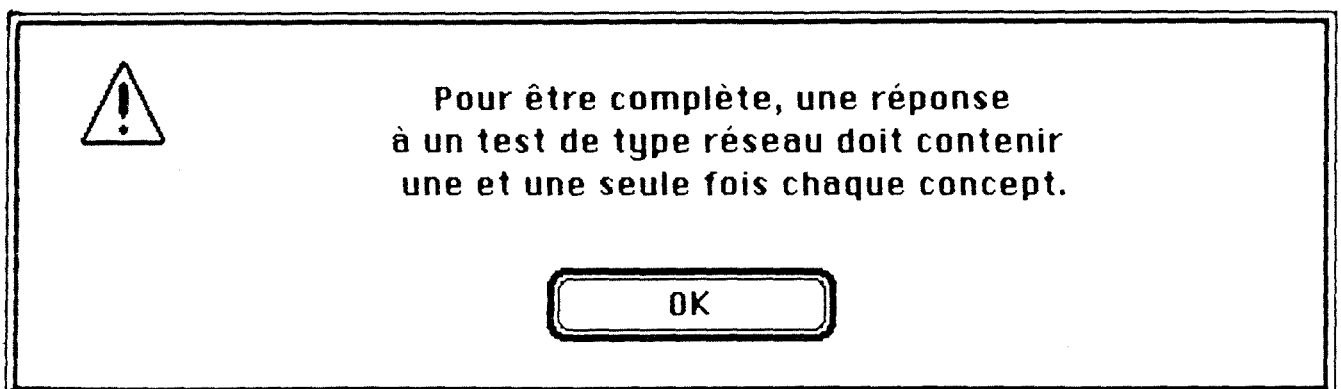 Pour être complète, une réponse
à un test de type réseau doit contenir
une et une seule fois chaque concept.
OK